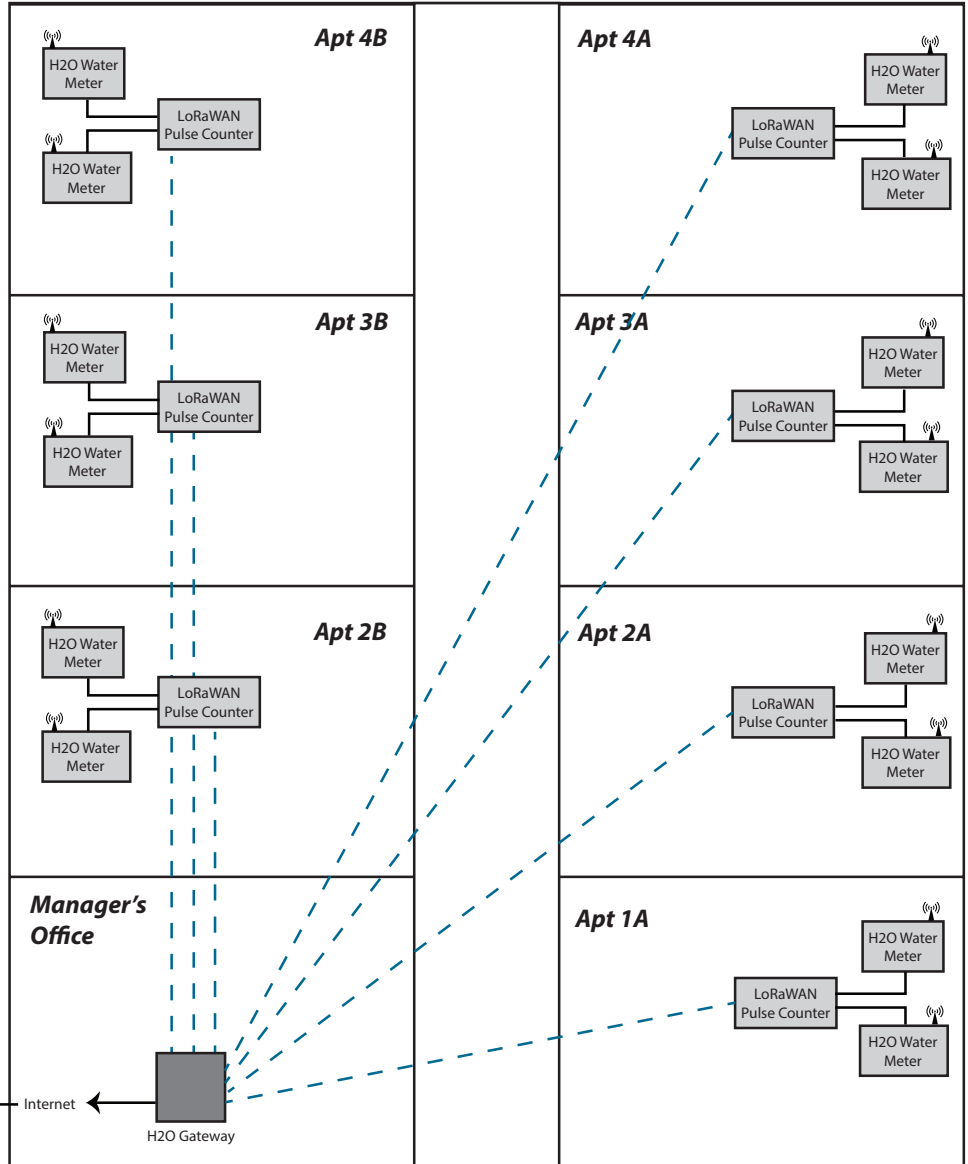 Apt 4B
H2O Water
Meter
LoRaWAN
Pulse Counter
H2O Water
Meter
Apt 4A
H2O Water
Meter
LoRaWAN
Pulse Counter
H2O Water
Meter
Apt 3B
H2O Water
Meter
LoRaWAN
Pulse Counter
H2O Water
Meter
Apt 3A
H2O Water
Meter
LoRaWAN
Pulse Counter
H2O Water
Meter
Apt 2B
H2O Water
Meter
LoRaWAN
Pulse Counter
H2O Water
Meter
Apt 2A
H2O Water
Meter
LoRaWAN
Pulse Counter
H2O Water
Meter
Manager's
Office
Internet
H2O Gateway
Apt 1A
H2O Water
Meter
LoRaWAN
Pulse Counter
H2O Water
Meter